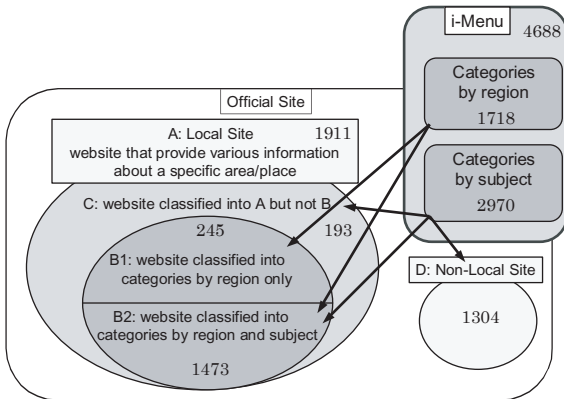 i-Menu
4688
Categories
by region
1718
Categories
by subject
2970
Official Site
A: Local Site 1911
website that provide various information
about a specific area/place
C: website classified into A but not B
245
193
B1: website classified into
categories by region only
B2: website classified into
categories by region and subject
1473
D: Non-Local Site
1304